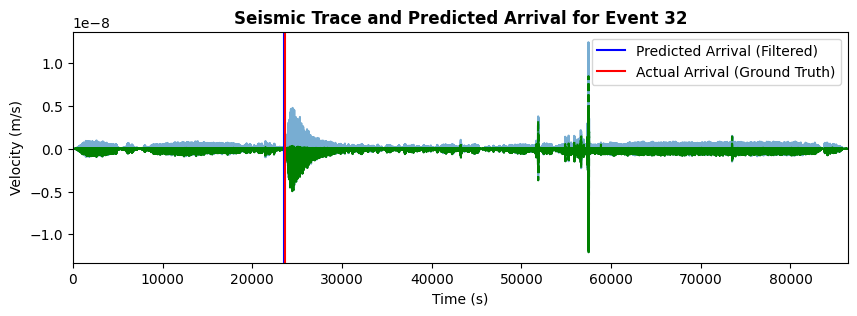 Seismic Trace and Predicted Arrival for Event 32
1e−8
Predicted Arrival (Filtered)
Actual Arrival (Ground Truth)
1.0
0.5
0.0
−0.5
−1.0
Velocity (m/s)
0 10000 20000 30000 40000 50000 60000 70000 80000
Time (s)